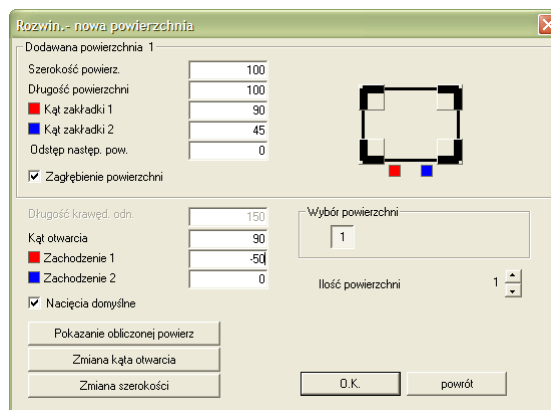 Rozwin.- nowa powierzchnia
Dodawana powierzchnia 1
Szerokość powierz. 100
Długość powierzchni 100
Kąt zakładki 1 90
Kąt zakładki 2 45
Odstęp następ. pow. 0
Zagłębienie powierzchni
Długość krawęd. odn. 150
Kąt otwarcia 90
Zachodzenie 1 -50
Zachodzenie 2 0
Nacięcia domyślne
Wybór powierzchni
1
Ilość powierzchni 1
Pokazanie obliczonej powierz
Zmiana kąta otwarcia
Zmiana szerokości
O.K.
powrót